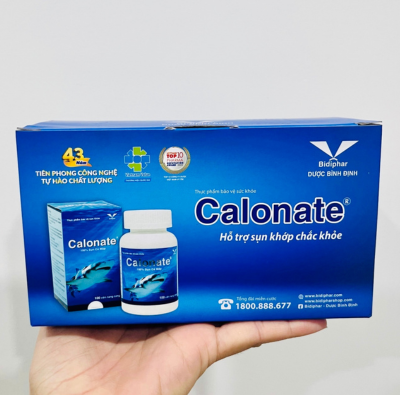 43
Năm
TIÊN PHONG CÔNG NGHỆ
TỰ HÀO CHẤT LƯỢNG
TOP10
Bidiphar
DƯỢC BÌNH ĐỊNH
Thực phẩm bảo vệ sức khỏe
Calonate®
Hỗ trợ sụn khớp chắc khỏe
Calonate
Calonate
Tổng đài miễn cước
1800.888.677
www.bidiphar.com
www.bidipharshop.com
Bidiphar - Dược Bình Định